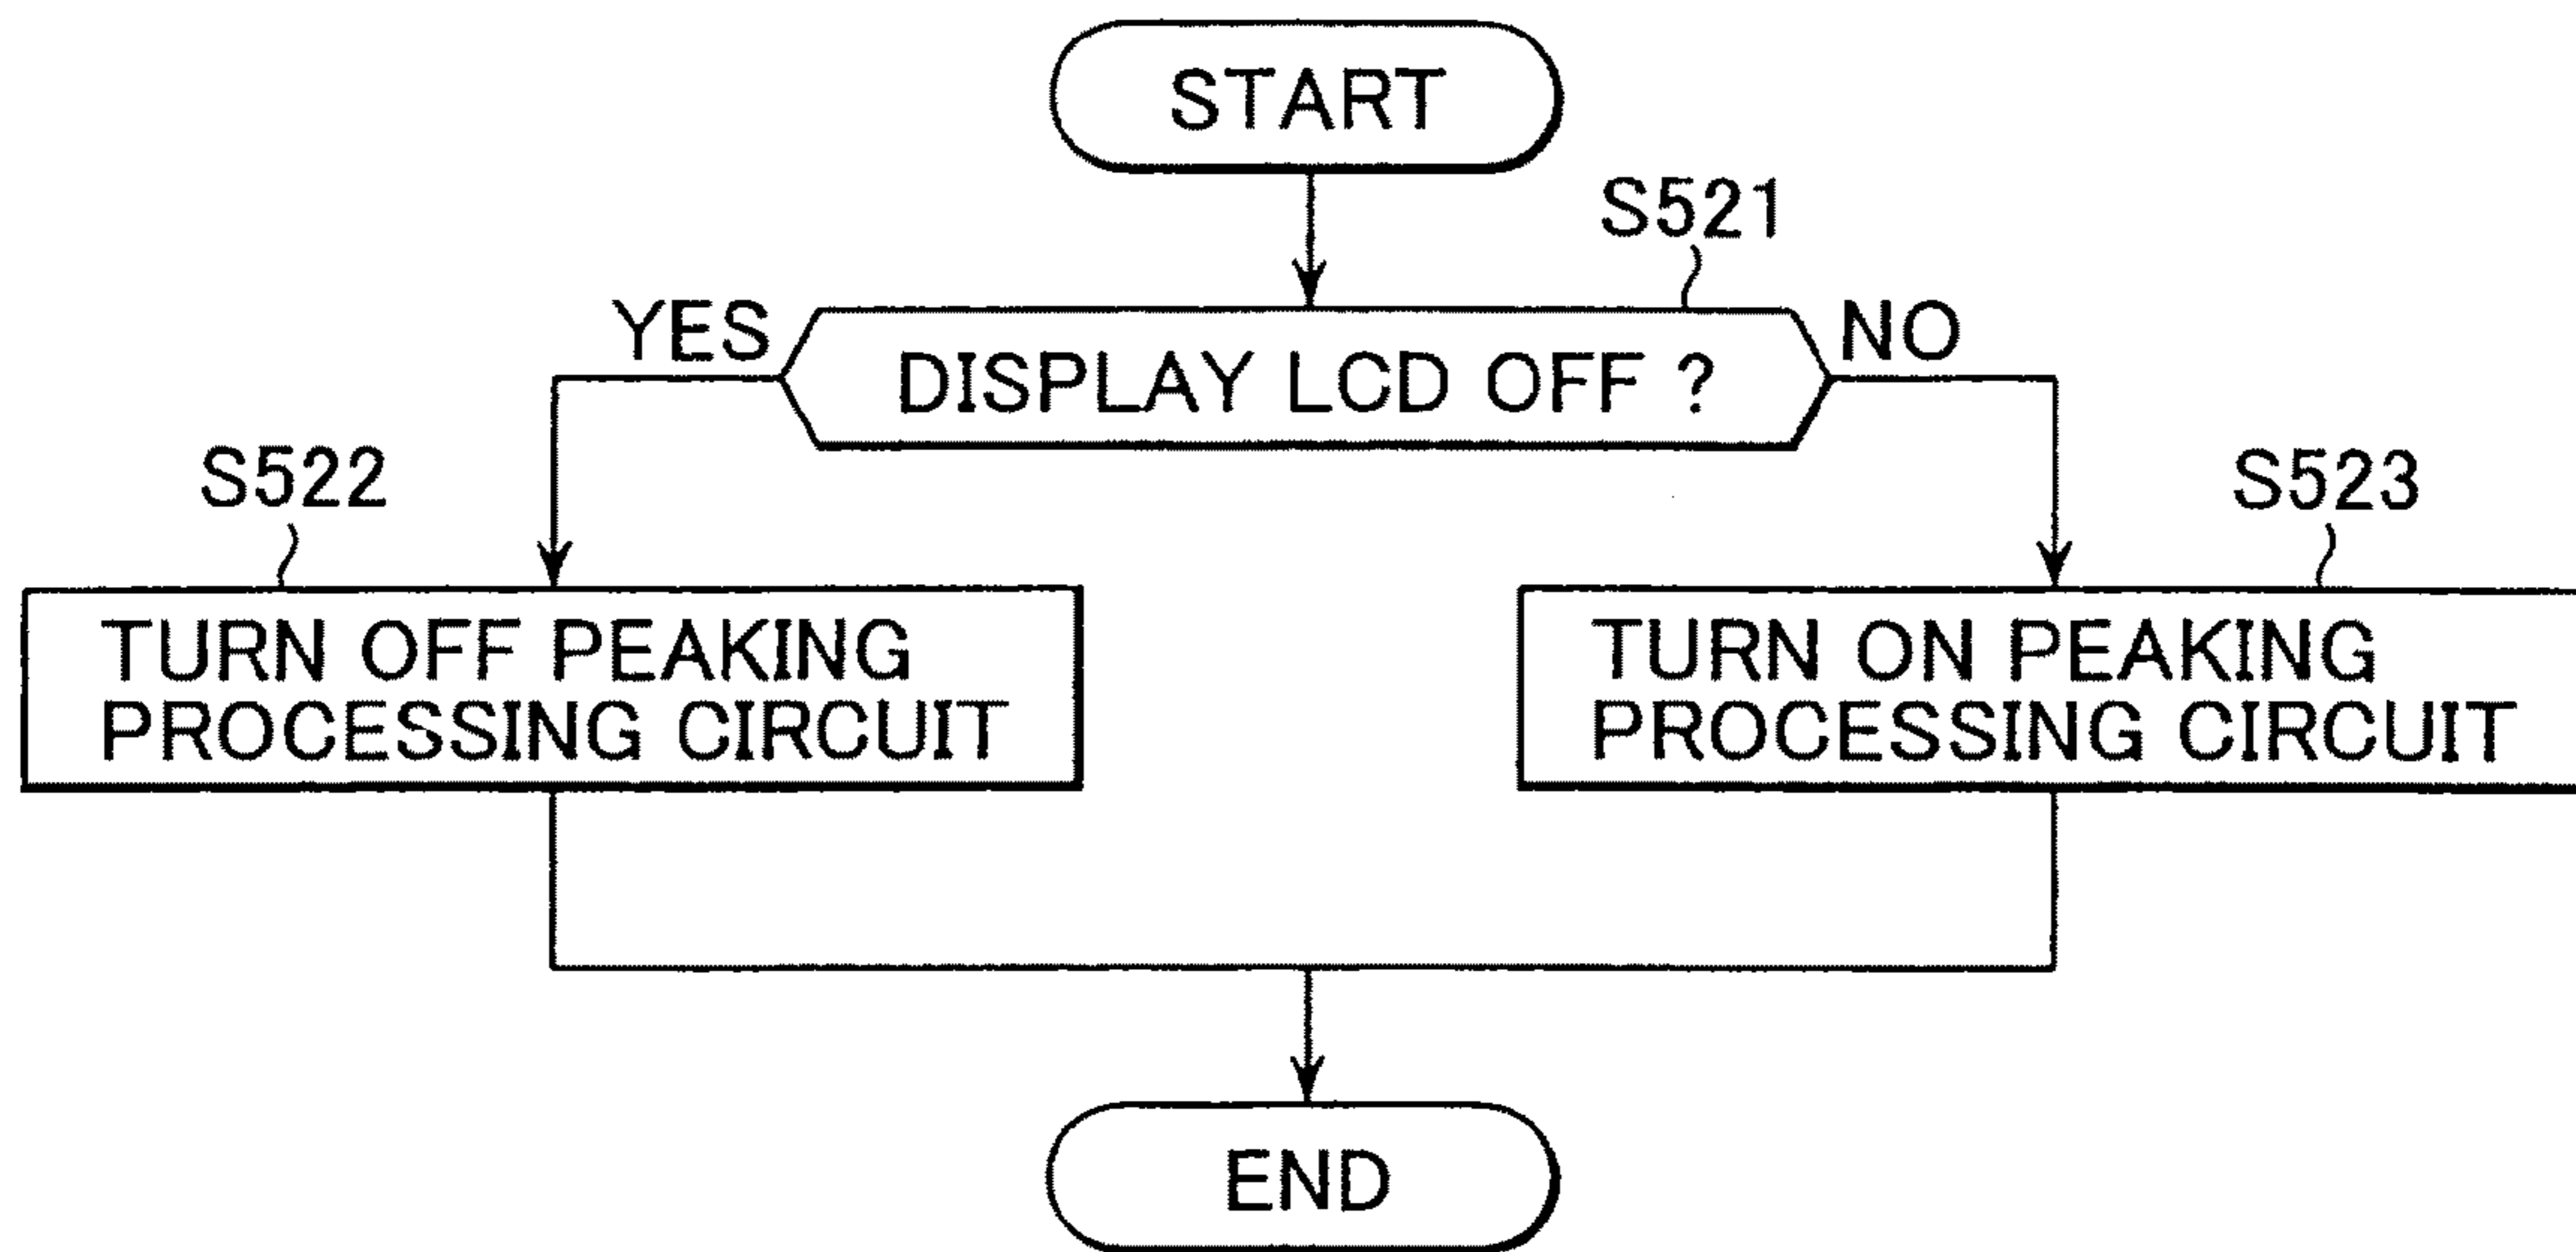 START
S521
YES
NO
DISPLAY LCD OFF ?
S522
S523
TURN OFF PEAKING
PROCESSING CIRCUIT
TURN ON PEAKING
PROCESSING CIRCUIT
END